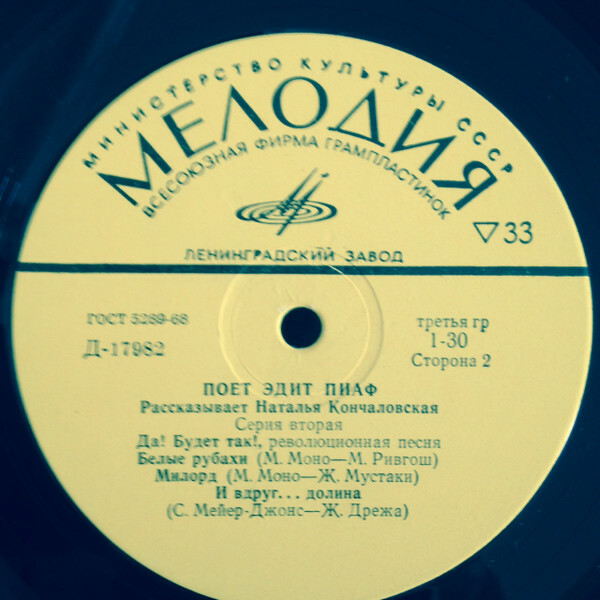 МИНИСТЕРСТВО КУЛЬТУРЫ СССР
МЕЛОДИЯ
ВСЕСОЮЗНАЯ ФИРМА ГРАМПЛАСТИНОК
▽33
ЛЕНИНГРАДСКИЙ ЗАВОД
ГОСТ 5289-68
Д-17982
третья гр
1-30
Сторона 2
ПОЕТ ЭДИТ ПИАФ
Рассказывает Наталья Кончаловская
Серия вторая
Да! Будет так!, революционная песня
Белые рубахи (М. Моно—М. Ривгош)
Милорд (М. Моно—Ж. Мустаки)
И вдруг... долина
(С. Мейер-Джонс—Ж. Дрежа)